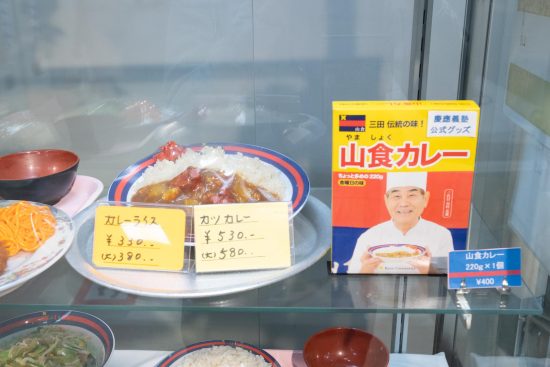 カレーライス
¥330.-
(大)380.-
カツカレー
¥530.-
(大)580.-
山食
三田 伝統の味!
慶應義塾
公式グッズ
やま しょく
山食カレー
ちょっと多めの220g
山食カレー
220g×1個
¥400